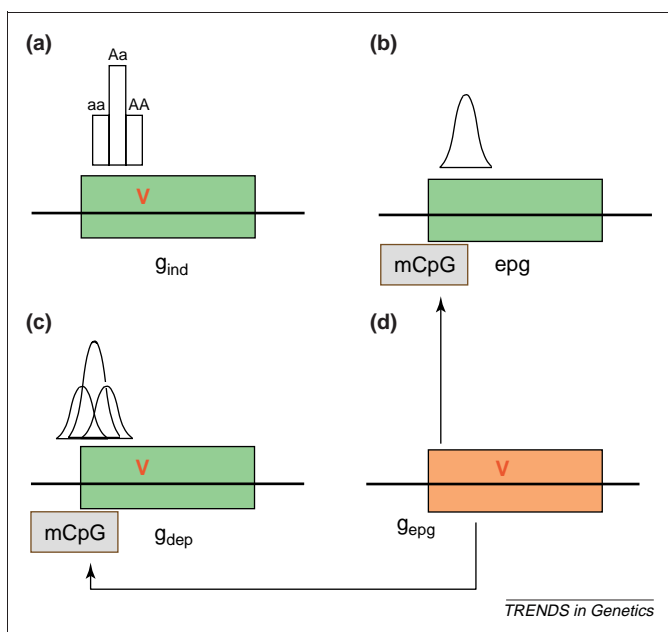 (a)
Aa
aa
AA
V
g_ind
(b)
mCpG
epg
(c)
V
mCpG
g_dep
(d)
V
g_epg
TRENDS in Genetics